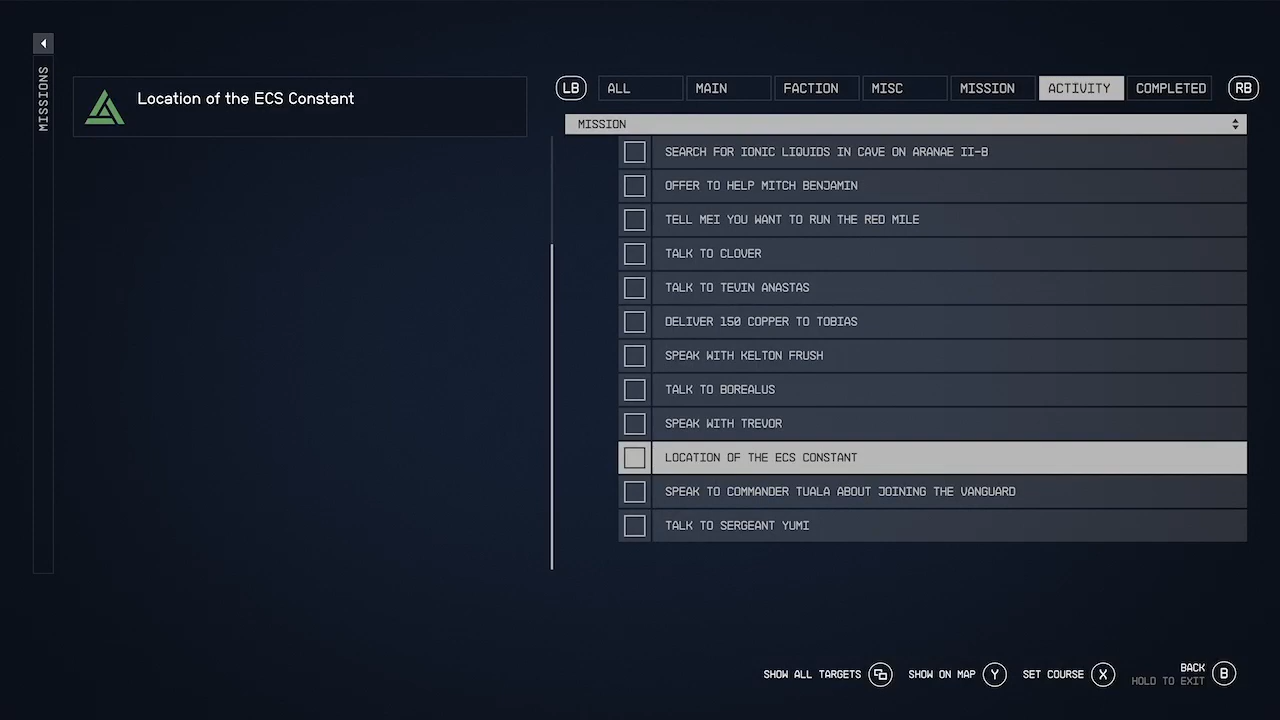 MISSIONS
Location of the ECS Constant
LB
ALL
MAIN
FACTION
MISC
MISSION
ACTIVITY
COMPLETED
RB
MISSION
SEARCH FOR IONIC LIQUIDS IN CAVE ON ARANAE II-B
OFFER TO HELP MITCH BENJAMIN
TELL MEI YOU WANT TO RUN THE RED MILE
TALK TO CLOVER
TALK TO TEVIN ANASTAS
DELIVER 150 COPPER TO TOBIAS
SPEAK WITH KELTON FRUSH
TALK TO BOREALUS
SPEAK WITH TREVOR
LOCATION OF THE ECS CONSTANT
SPEAK TO COMMANDER TUALA ABOUT JOINING THE VANGUARD
TALK TO SERGEANT YUMI
SHOW ALL TARGETS
SHOW ON MAP Y
SET COURSE X
BACK B
HOLD TO EXIT